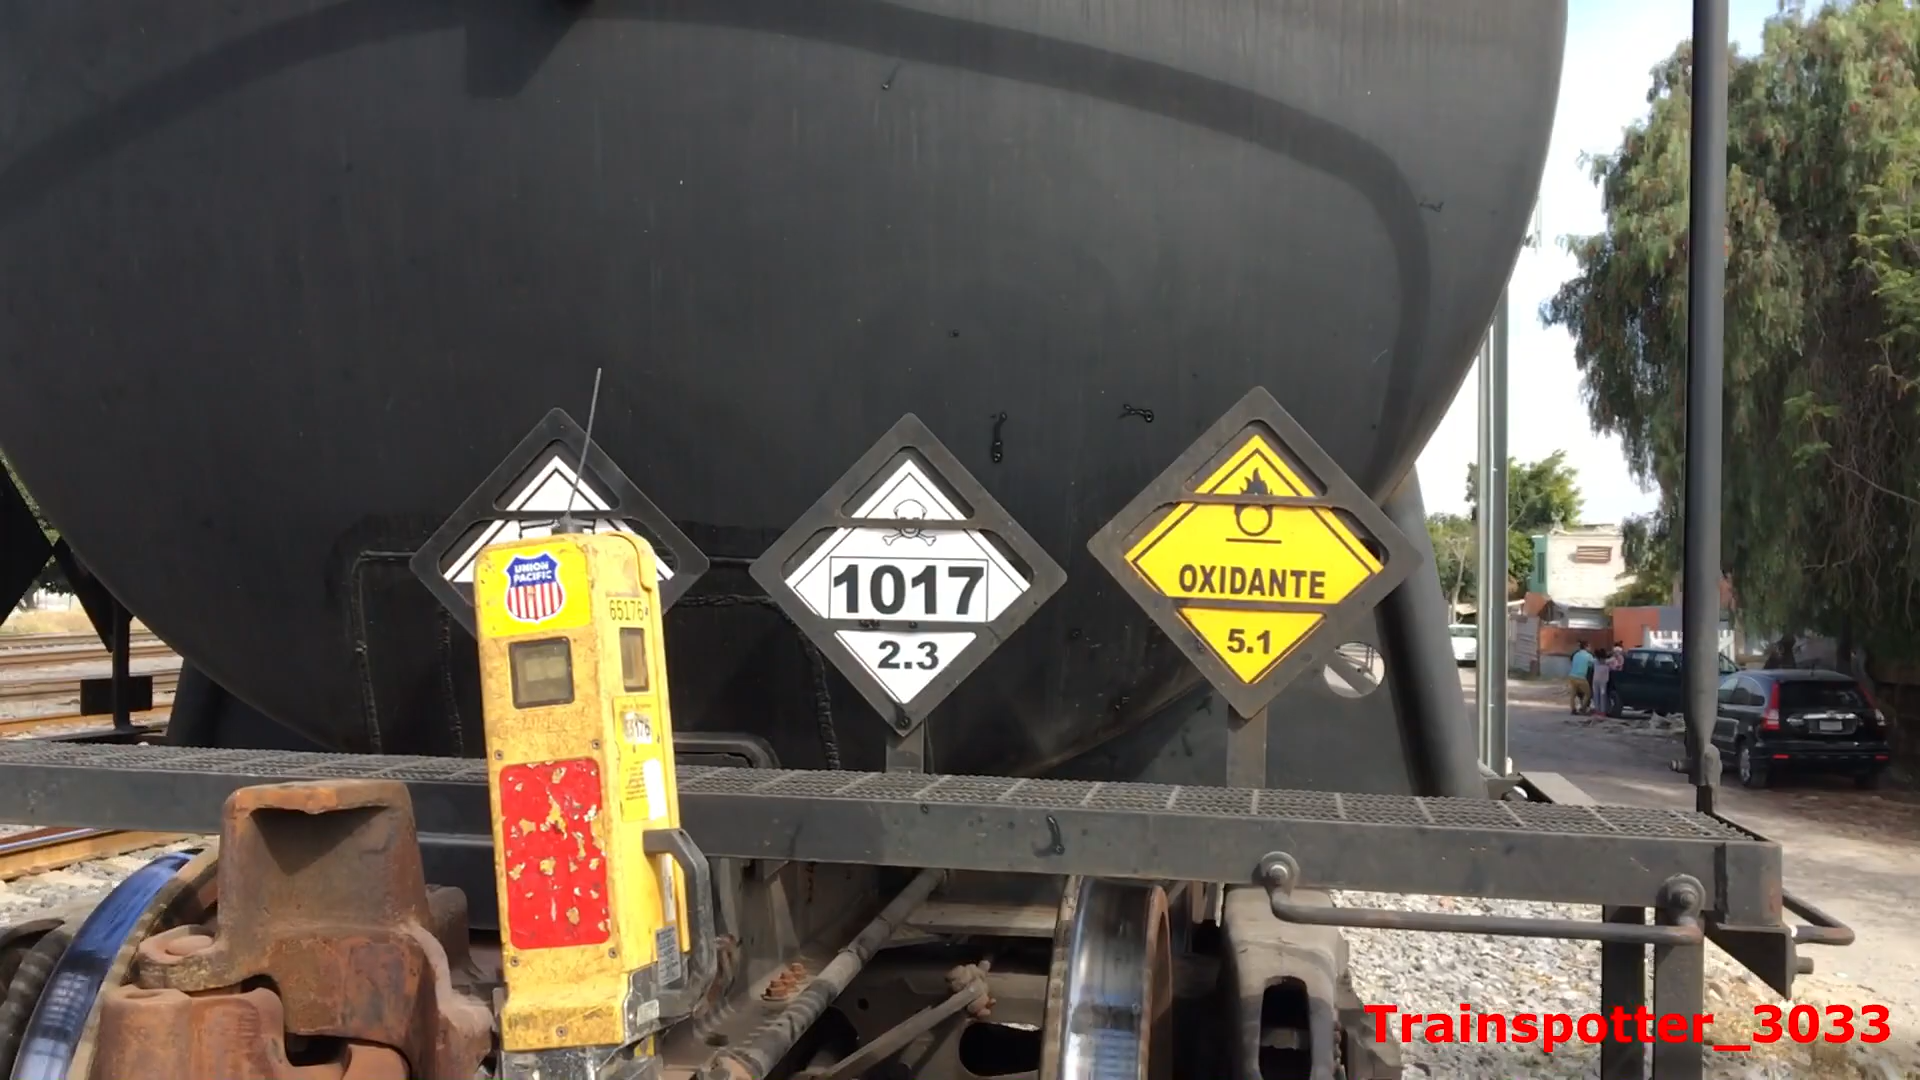 UNION
PACIFIC
65176
1017
2.3
OXIDANTE
5.1
Trainspotter_3033